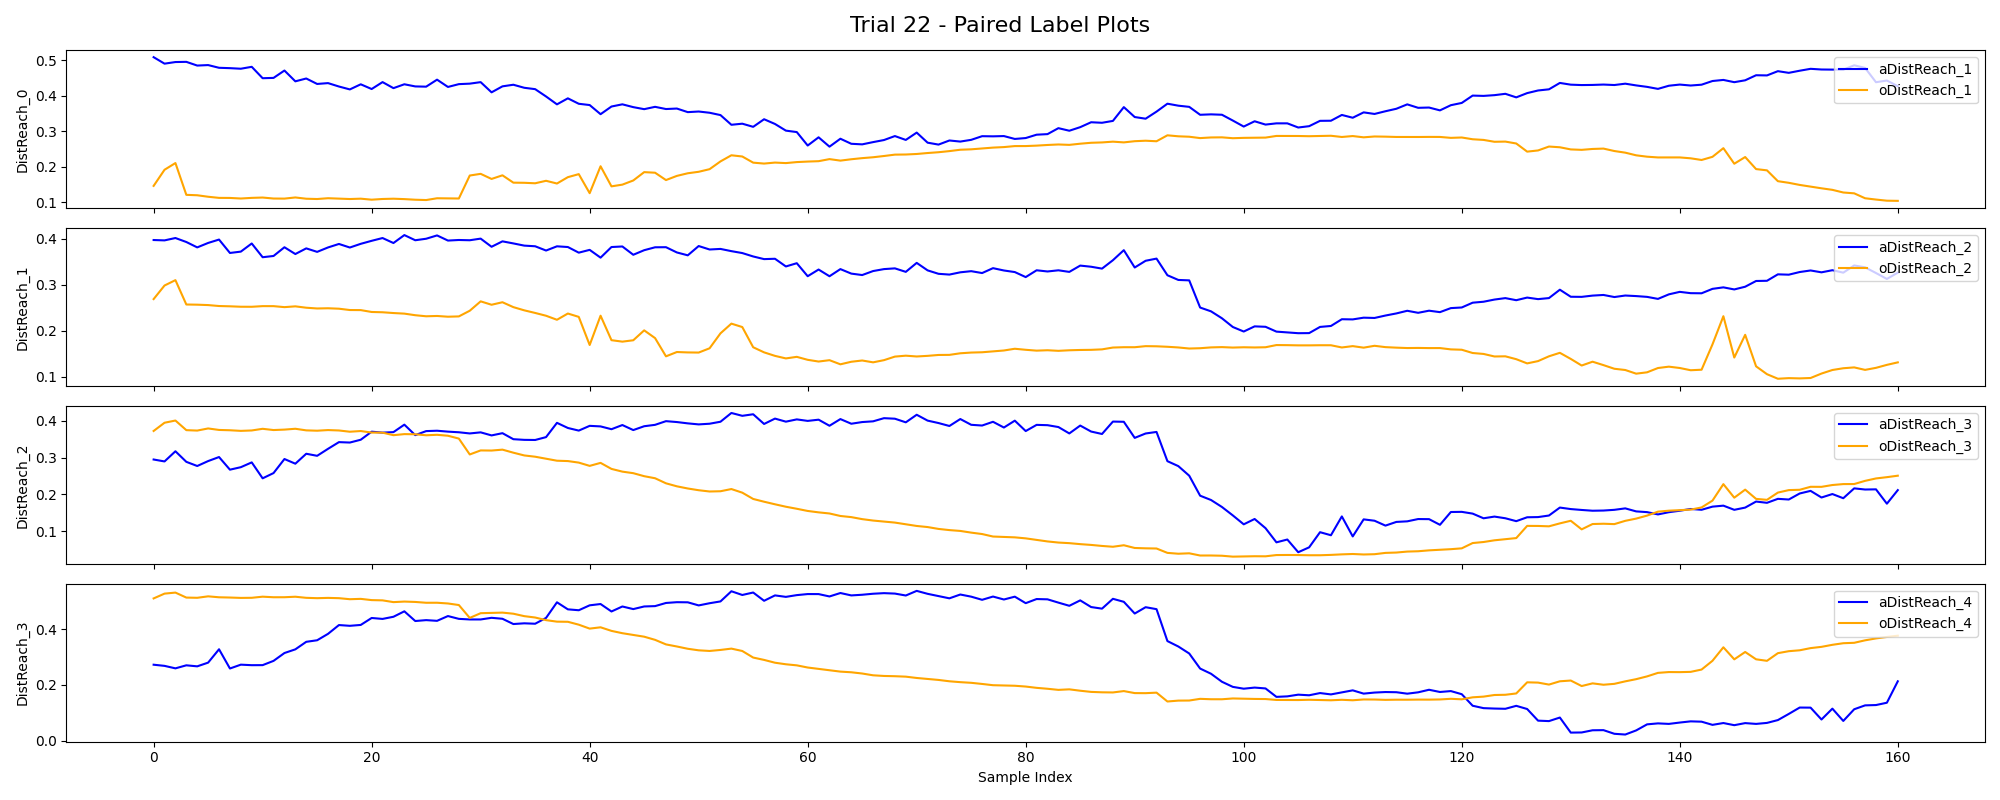 Trial 22 - Paired Label Plots
DistReach_0
0.5
0.4
0.3
0.2
0.1
aDistReach_1
oDistReach_1
DistReach_1
0.4
0.3
0.2
0.1
aDistReach_2
oDistReach_2
DistReach_2
0.4
0.3
0.2
0.1
aDistReach_3
oDistReach_3
DistReach_3
0.4
0.2
0.0
aDistReach_4
oDistReach_4
0 20 40 60 80 100 120 140 160
Sample Index